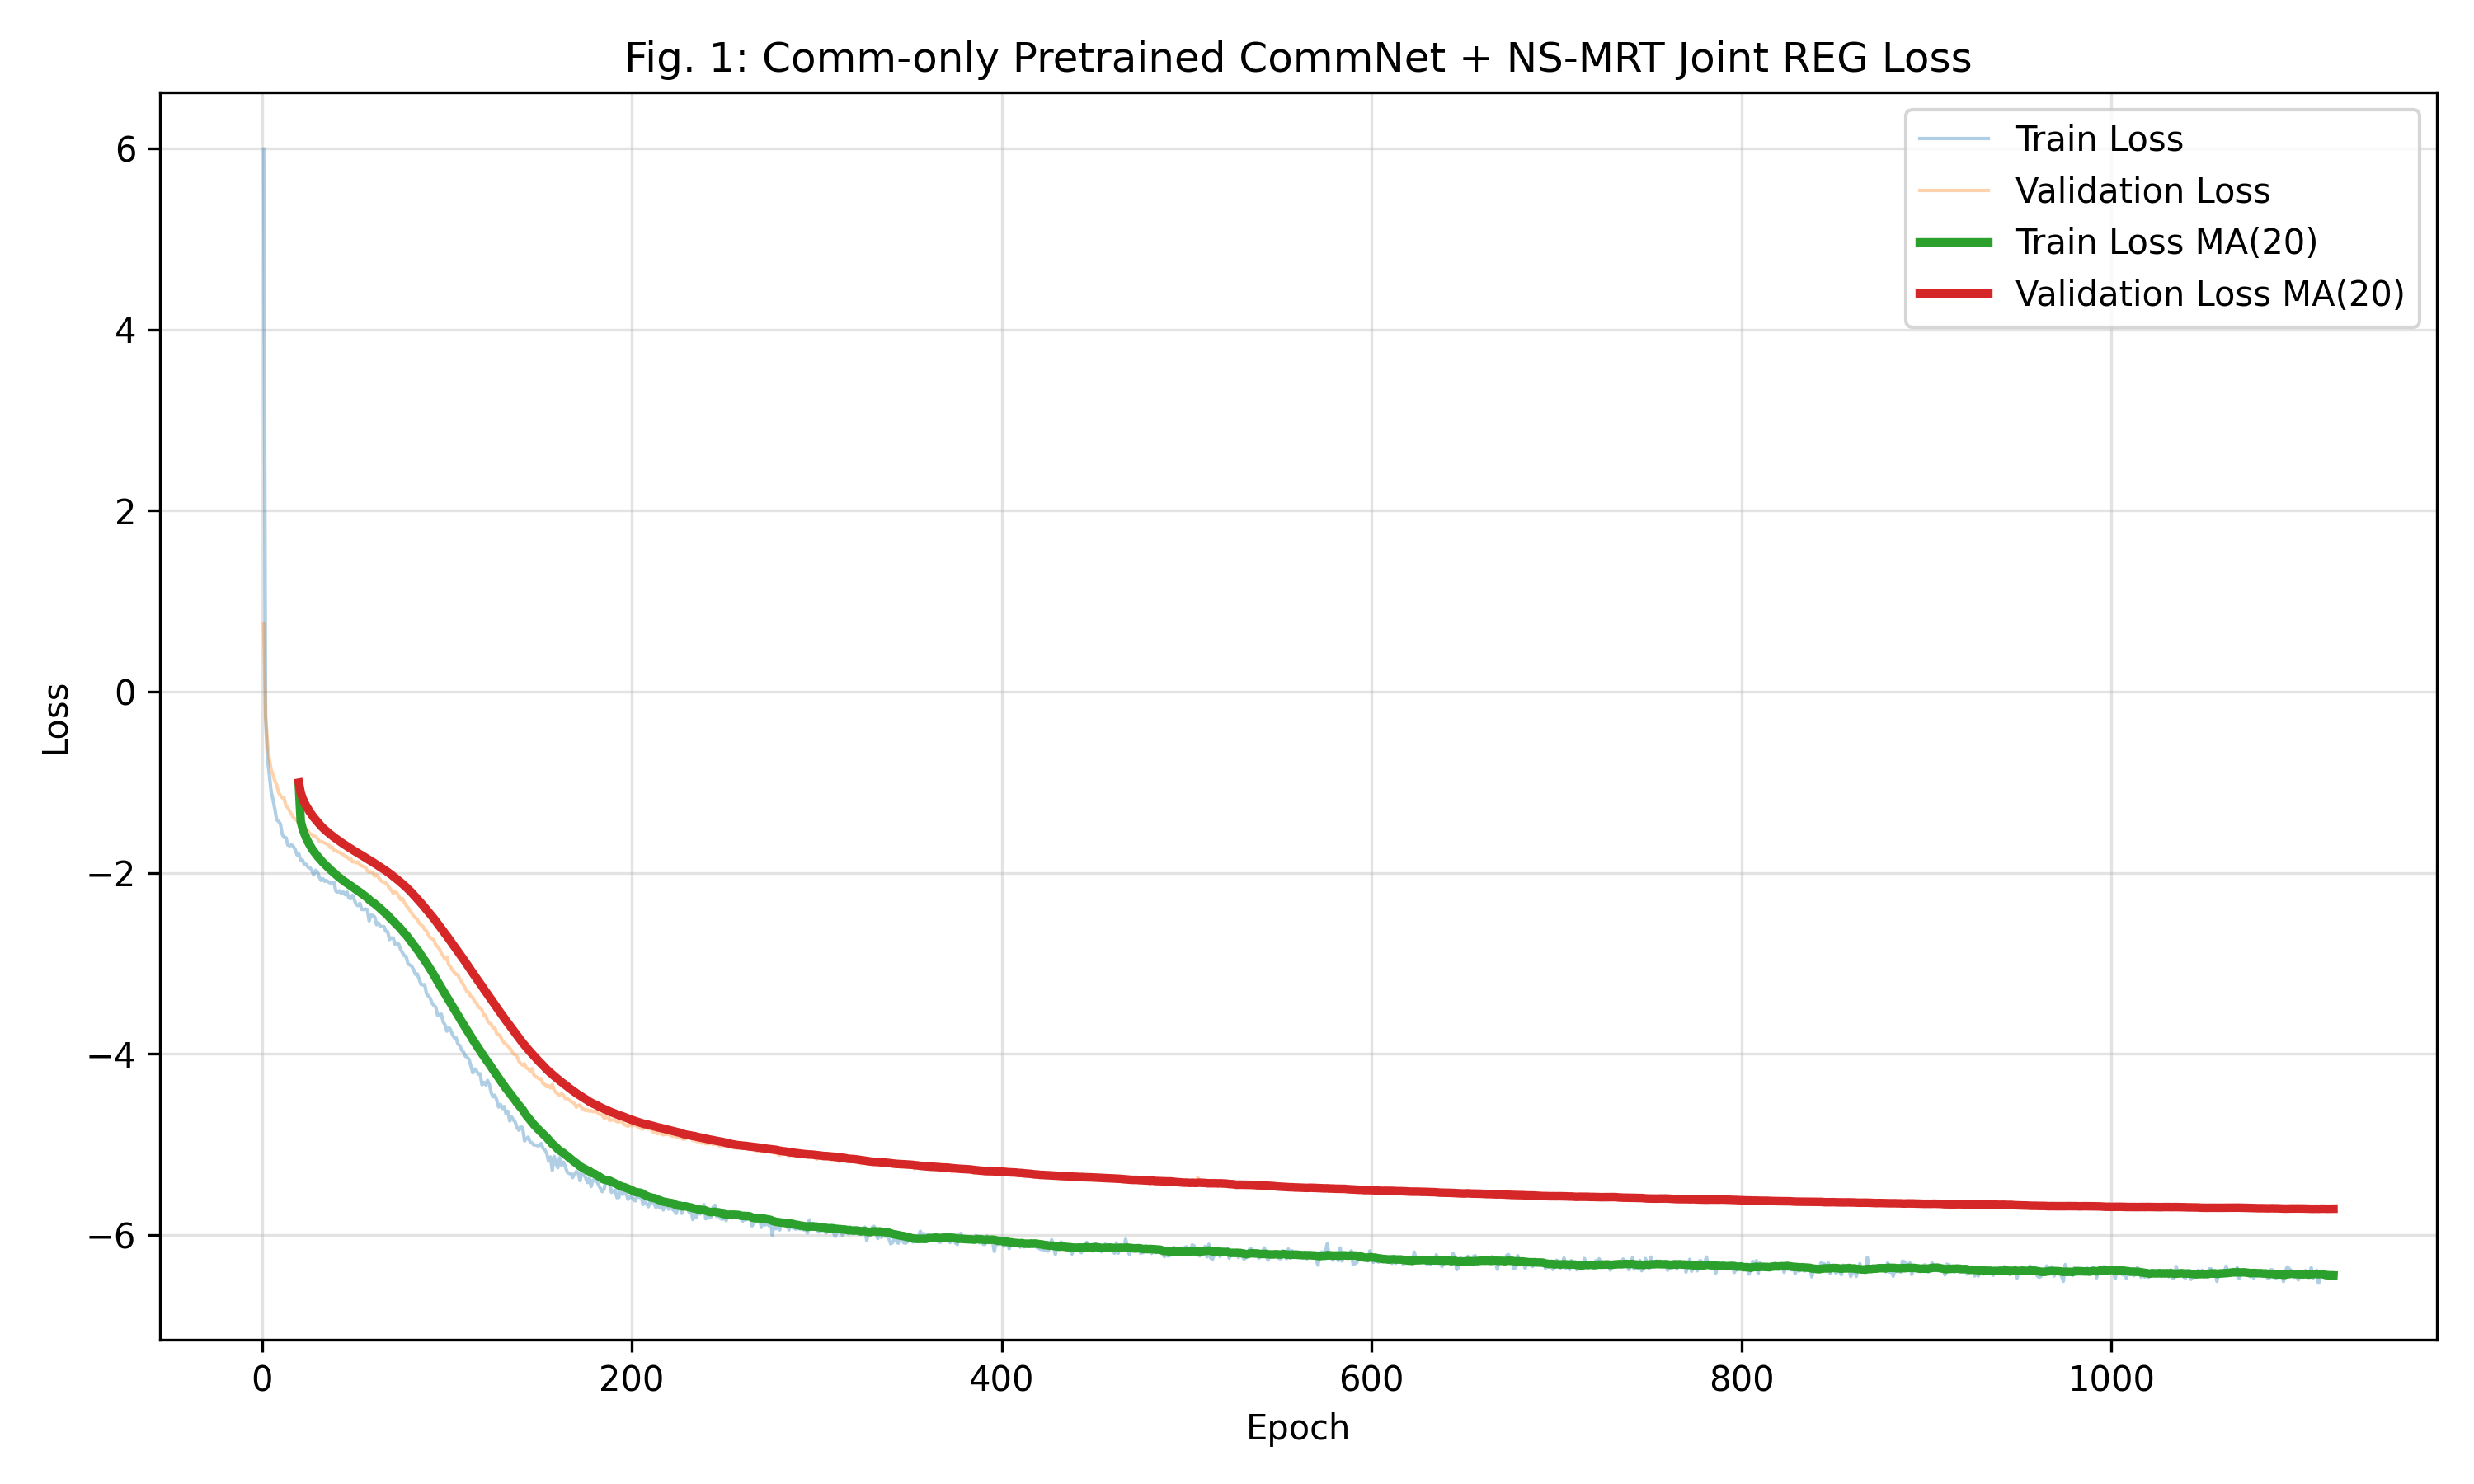 Fig. 1: Comm-only Pretrained CommNet + NS-MRT Joint REG Loss
Train Loss
Validation Loss
Train Loss MA(20)
Validation Loss MA(20)
6
4
2
0
−2
−4
−6
Loss
0 200 400 600 800 1000
Epoch